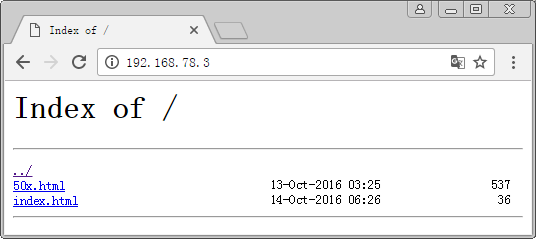 Index of /
192.168.78.3
Index of /
../
50x.html 13-Oct-2016 03:25 537
index.html 14-Oct-2016 06:26 36